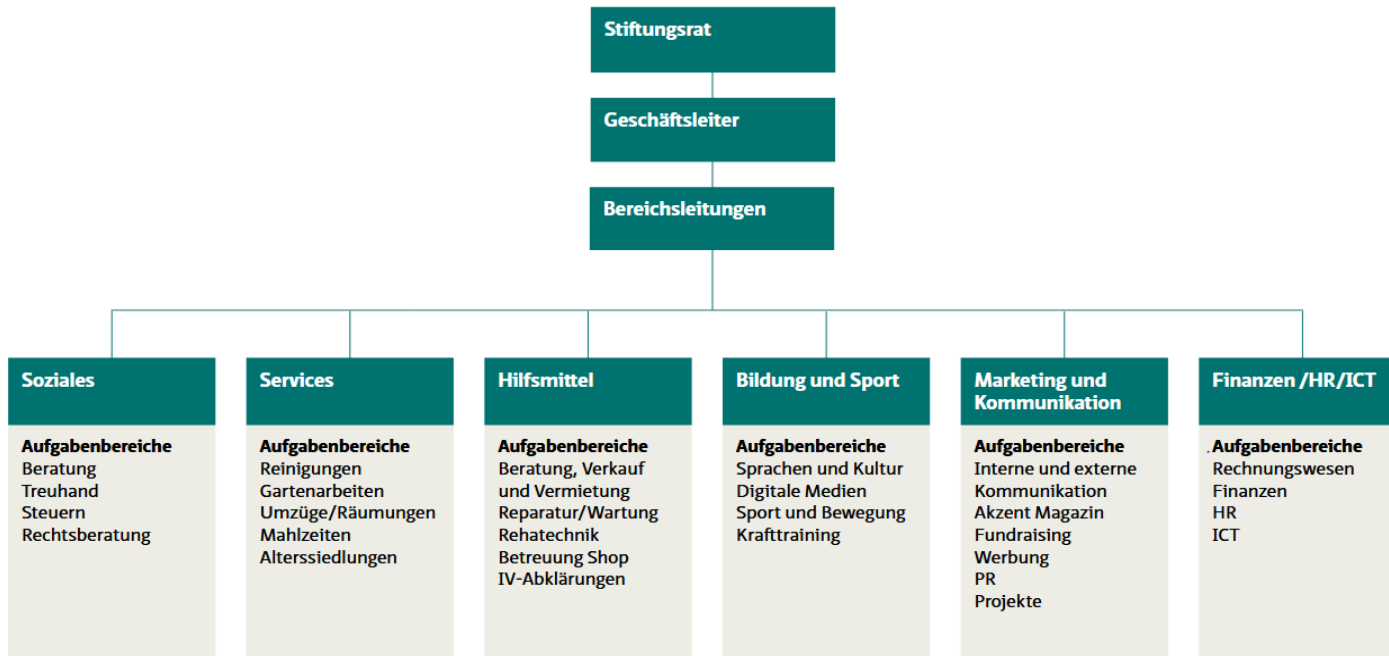 Stiftungsrat
Geschäftsleiter
Bereichsleitungen
Soziales
Aufgabenbereiche
Beratung
Treuhand
Steuern
Rechtsberatung
Services
Aufgabenbereiche
Reinigungen
Gartenarbeiten
Umzüge/Räumungen
Mahlzeiten
Alterssiedlungen
Hilfsmittel
Aufgabenbereiche
Beratung, Verkauf
und Vermietung
Reparatur/Wartung
Rehatechnik
Betreuung Shop
IV-Abklärungen
Bildung und Sport
Aufgabenbereiche
Sprachen und Kultur
Digitale Medien
Sport und Bewegung
Krafttraining
Marketing und
Kommunikation
Aufgabenbereiche
Interne und externe
Kommunikation
Akzent Magazin
Fundraising
Werbung
PR
Projekte
Finanzen /HR/ICT
Aufgabenbereiche
Rechnungswesen
Finanzen
HR
ICT